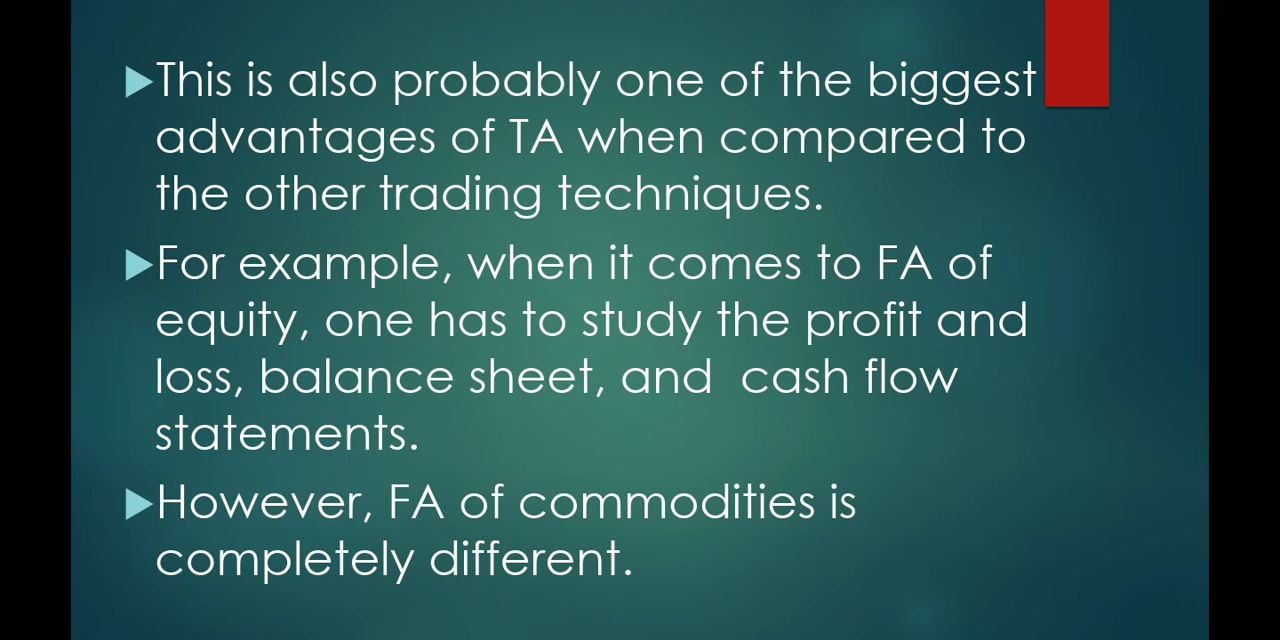 This is also probably one of the biggest
advantages of TA when compared to
the other trading techniques.
For example, when it comes to FA of
equity, one has to study the profit and
loss, balance sheet, and  cash flow
statements.
However, FA of commodities is
completely different.